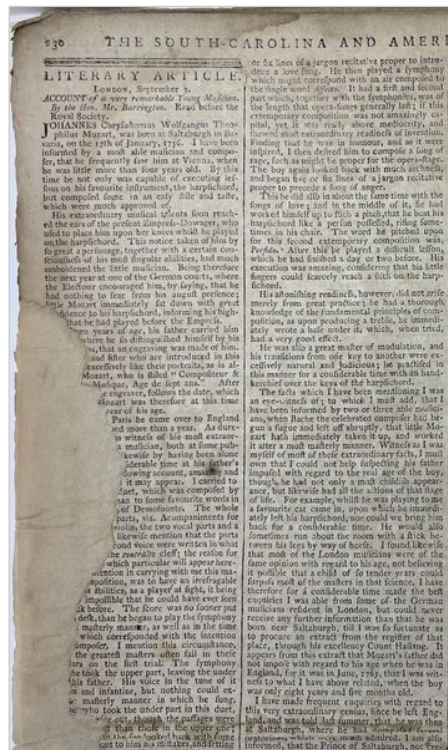 230 THE SOUTH-CAROLINA AND AMERI
LITERARY ARTICLE.
London, September 3.
ACCOUNT of a very remarkable Young Musician.
By the Hon. Mr. Barrington. Read before the
Royal Society.
JOHANNES Chrysostomus Wolfgangus Theo-
philus Mozart, was born at Saltzburgh in Ba-
varia, on the 17th of January, 1756. I have been
informed by a most able musician and compo-
ser, that he frequently saw him at Vienna, when
he was little more than four years old. By this
time he not only was capable of executing les-
sons on his favourite instrument, the harpsichord,
but composed some in an easy stile and taste,
which were much approved of.
His extraordinary musical talents soon reach-
ed the ears of the present Empress-Dowager, who
used to place him upon her knees whilst he played
on the harpsichord. This notice taken of him by
so great a personage, together with a certain con-
sciousness of his most singular abilities, had much
emboldened the little musician. Being therefore
the next year at one of the German courts, where
the Elector encouraged him, by saying, that he
had nothing to fear from his august presence;
little Mozart immediately sat down with great
confidence to his harpsichord, informing his high-
that he had played before the Empress.
years of age, his father carried him
where he so distinguished himself by his
that an engraving was made of him.
and sister who are introduced in this
excessively like their portraits, as is al-
Mozart, who is stiled "Compositeur &
Musique, Age de sept ans." After
engraver, follows the date, which
Mozart was therefore at this time
year of his age.
Paris he came over to England
more than a year. As dure-
witness of his most extraor-
a musician, both at some pub-
likewise by having been alone
considerable time at his father's
following account, amazing and
it may appear. I carried to
duet, which was composed by
to some favourite words in
of Demofoonte. The whole
parts, viz. Acompaniments for
violin, the two vocal parts and a
likewise mention that the parts
second voice were written in what
contralto cleff; the reason for
which particular will appear here-
intention in carrying with me this ma-
composition, was to have an irrefragable
abilities, as a player at sight, it being
impossible that he could have ever seen
before. The score was no sooner put
desk, than he began to play the symphony
masterly manner, as well as in the time
which corresponded with the intention
composer. I mention this circumstance,
the greatest masters often fail in these
on the first trial. The symphony
he took the upper part, leaving the under
his father. His voice in the tone of it
and infantine, but nothing could ex-
masterly manner in which he sung.
who took the under part in this duet,
out, though the passages were
than those in the upper one;
looked back with some
to his mistakes, and setting
or six lines of a jargon recitative proper to intro-
duce a love song. He then played a symphony
which might correspond with an air composed to
the single word Affetto. It had a first and second
part which, together with the symphonies, was of
the length that opera-songs generally last; if this
extemporary composition was not amazingly ca-
pital, yet it was really above mediocrity, and
shewed most extraordinary readiness of invention.
Finding that he was in humour, and as it were
inspired, I then desired him to compose a song of
rage, such as might be proper for the opera-stage.
The boy again looked back with much archness,
and began five or six lines of a Jargon recitative
proper to precede a song of anger.
This he did also in about the same time with the
songs of love; and in the middle of it, he had
worked himself up to such a pitch, that he beat his
harpsichord like a person possessed, rising some-
times in his chair. The word he pitched upon
for this second extemporary composition was,
Perfido. After this he played a difficult lesson,
which he had finished a day or two before. His
execution was amazing, considering that his little
fingers could scarcely reach a fifth on the harp-
sichord.
His astonishing readiness, however, did not arise
merely from great practice; he had a thorough
knowledge of the fundamental principles of com-
position, as upon producing a treble, he immedi-
ately wrote a base under it, which, when tried,
had a very good effect.
He was also a great master of modulation, and
his transitions from one key to another were ex-
cessively natural and judicious; he practised in
this manner for a considerable time with an hand-
kerchief over the keys of the harpsichord.
The facts which I have been mentioning I was
an eye-witness of; to which I must add, that I
have been informed by two or three able musici-
ans, when Bache the celebrated composer had be-
gun a fugue and left off abruptly, that little Mo-
zart hath immediately taken it up, and worked
it after a most masterly manner. Witness as I was
myself of most of these extraordinary facts, I must
own that I could not help suspecting his father
imposed with regard to the real age of the boy,
though, he had not only a most childish appear-
ance, but likewise had all the actions of that stage
of life. For example, whilst he was playing to me
a favourite cat came in, upon which he immedi-
ately left his harpsichord, nor could we bring him
back for a considerable time. He would also
sometimes run about the room with a stick be-
tween his legs by way of horse. I found likewise
that most of the London musicians were of the
same opinion with regard to his age, not believing
it possible that a child of so tender years could
surpass most of the masters in that science. I have
therefore for a considerable time made the best
enquiries I was able from some of the German
musicians resident in London, but could never
receive any further information than that he was
born near Saltzburgh, till I was so fortunate as
to procure an extract from the register of that
place, through his excellency Count Haslang. It
appears from this extract that Mozart's father did
not impose with regard to his age when he was in
England, for it was in June, 1765, that I was wit-
ness to what I have above related, when the boy
was only eight years and five months old.
I have made frequent enquiries with regard to
this very extraordinary genius, since he left Eng-
land, and was told last summer, that he was then
at Saltzburgh, where he had composed several
oratorios, which were much admired. I am also
informed, that the Prince of Saltzburgh, not